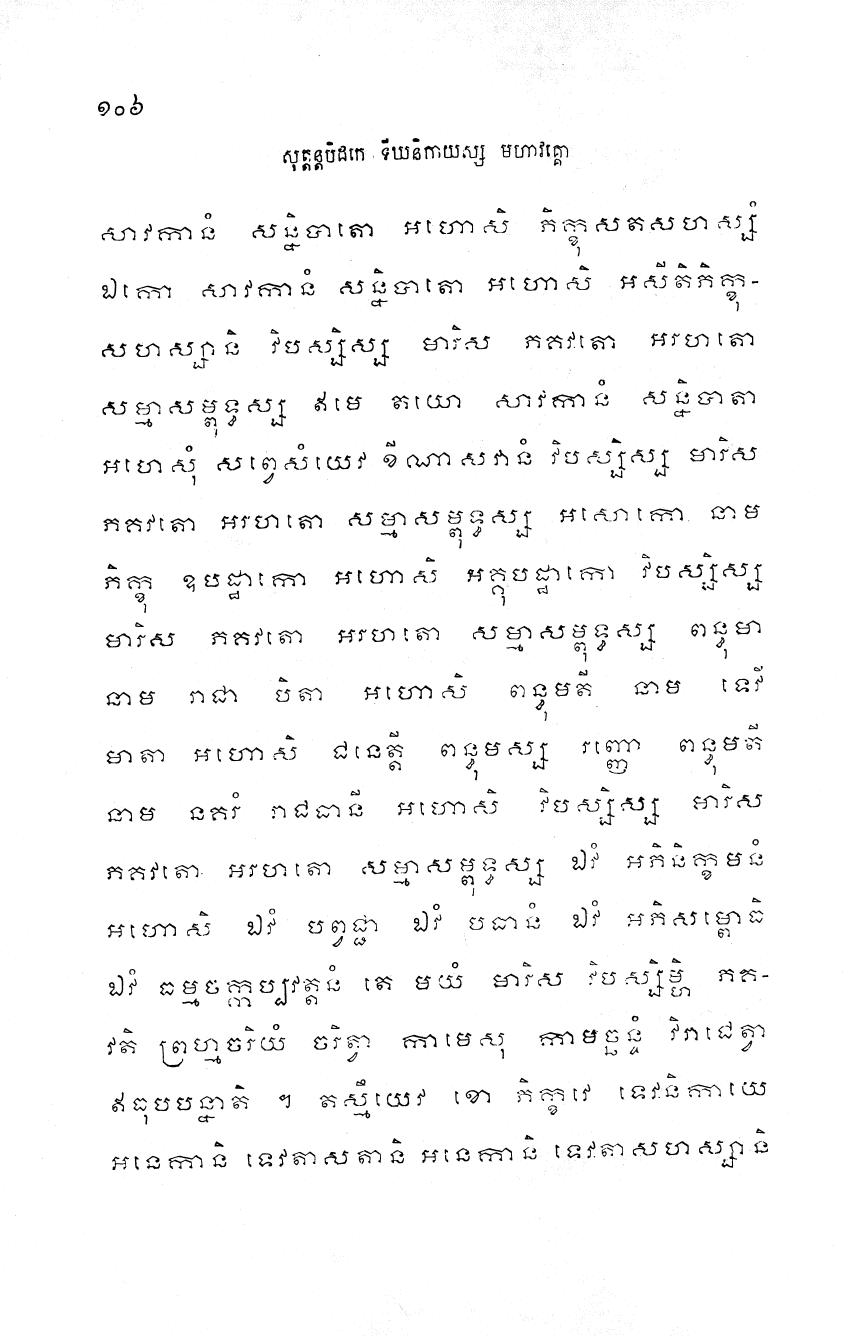 ១០៦
សុត្តន្តបិដកេ ទីឃនិកាយស្ស មហាវគ្គោ
សាវកានំ សន្និបាតោ អហោសិ ភិក្ខុសតសហស្សំ
ឯកោ សាវកានំ សន្និបាតោ អហោសិ អសីតិភិក្ខុ-
សហស្សានិ វិបស្សិស្ស មារិស ភគវតោ អរហតោ
សម្មាសម្ពុទ្ធស្ស ឥមេ តយោ សាវកានំ សន្និបាតា
អហេសុំ សព្វេសំយេវ ខីណាសវានំ វិបស្សិស្ស មារិស
ភគវតោ អរហតោ សម្មាសម្ពុទ្ធស្ស អសោកោ នាម
ភិក្ខុ ឧបដ្ឋាកោ អហោសិ អគ្គុបដ្ឋាកោ វិបស្សិស្ស
មារិស ភគវតោ អរហតោ សម្មាសម្ពុទ្ធស្ស ពន្ធុមា
នាម រាជា បិតា អហោសិ ពន្ធុមតី នាម ទេវី
មាតា អហោសិ ជនេត្តី ពន្ធុមស្ស រញ្ញោ ពន្ធុមតី
នាម នគរំ រាជធានី អហោសិ វិបស្សិស្ស មារិស
ភគវតោ អរហតោ សម្មាសម្ពុទ្ធស្ស ឯវំ អភិនិក្ខមនំ
អហោសិ ឯវំ បព្វជ្ជា ឯវំ បធានំ ឯវំ អភិសម្ពោធិ
ឯវំ ធម្មចក្កប្បវត្តនំ តេ មយំ មារិស វិបស្សិម្ហិ ភគ-
វតិ ព្រហ្មចរិយំ ចរិត្វា កាមេសុ កាមច្ឆន្ទំ វិរាជេត្វា
ឥធុបបន្នាតិ ។ តស្មឹយេវ ខោ ភិក្ខវេ ទេវនិកាយេ
អនេកានិ ទេវតាសតានិ អនេកានិ ទេវតាសហស្សានិ